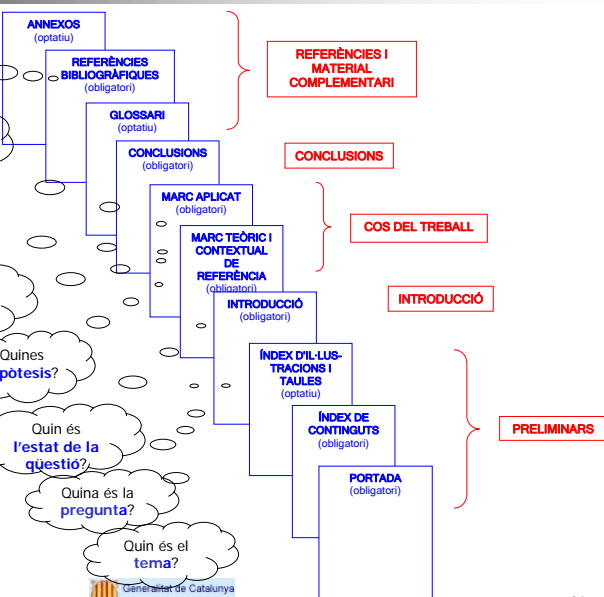 ANNEXOS
(optatiu)
REFERÈNCIES
BIBLIOGRÀFIQUES
(obligatori)
GLOSSARI
(optatiu)
CONCLUSIONS
(obligatori)
MARC APLICAT
(obligatori)
MARC TEÒRIC I
CONTEXTUAL
DE
REFERÈNCIA
(obligatori)
INTRODUCCIÓ
(obligatori)
ÍNDEX D'IL·LUS-
TRACIONS I
TAULES
(optatiu)
ÍNDEX DE
CONTINGUTS
(obligatori)
PORTADA
(obligatori)
REFERÈNCIES I
MATERIAL
COMPLEMENTARI
CONCLUSIONS
COS DEL TREBALL
INTRODUCCIÓ
PRELIMINARS
Quines
pòtesis?
Quin és
l'estat de la
qüestió?
Quina és la
pregunta?
Quin és el
tema?
Generalitat de Catalunya